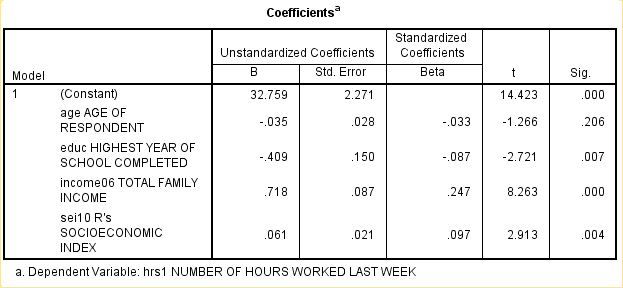 Coefficientsa
Unstandardized Coefficients Standardized Coefficients
Model B Std. Error Beta t Sig.
1 (Constant) 32.759 2.271 14.423 .000
age AGE OF RESPONDENT -.035 .028 -.033 -1.266 .206
educ HIGHEST YEAR OF SCHOOL COMPLETED -.409 .150 -.087 -2.721 .007
income06 TOTAL FAMILY INCOME .718 .087 .247 8.263 .000
sei10 R's SOCIOECONOMIC INDEX .061 .021 .097 2.913 .004
a. Dependent Variable: hrs1 NUMBER OF HOURS WORKED LAST WEEK